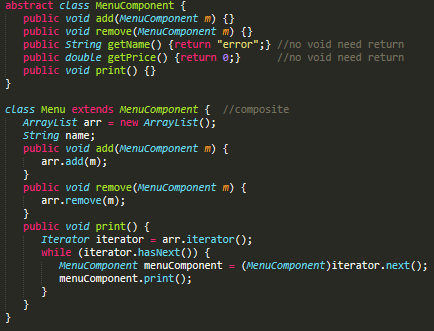 abstract class MenuComponent {
    public void add(MenuComponent m) {}
    public void remove(MenuComponent m) {}
    public String getName() {return "error";} //no void need return
    public double getPrice() {return 0;}      //no void need return
    public void print() {}
}

class Menu extends MenuComponent {  //composite
    ArrayList arr = new ArrayList();
    String name;
    public void add(MenuComponent m) {
        arr.add(m);
    }
    public void remove(MenuComponent m) {
        arr.remove(m);
    }
    public void print() {
        Iterator iterator = arr.iterator();
        while (iterator.hasNext()) {
            MenuComponent menuComponent = (MenuComponent)iterator.next();
            menuComponent.print();
        }
    }
}